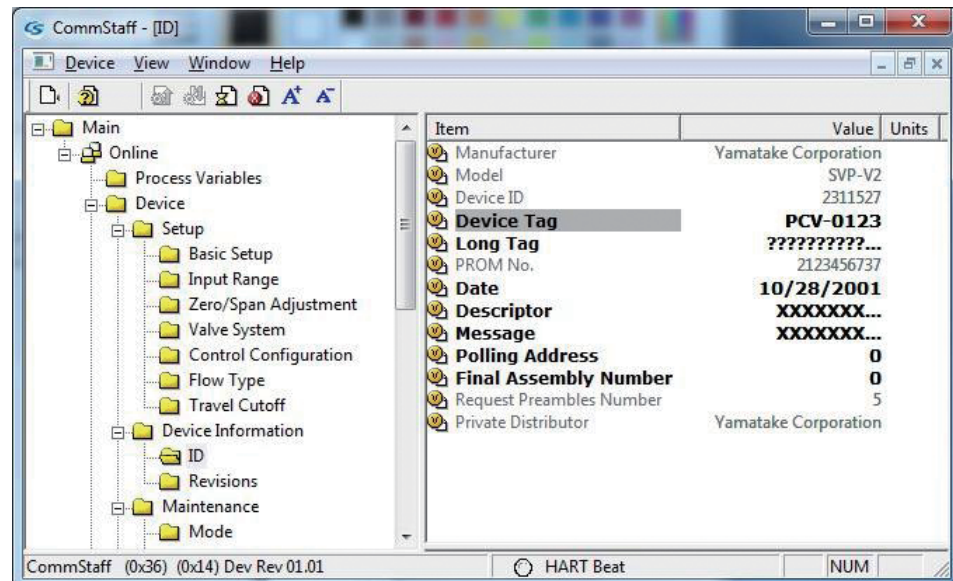 CommStaff - [ID]
Device View Window Help
Main
Online
Process Variables
Device
Setup
Basic Setup
Input Range
Zero/Span Adjustment
Valve System
Control Configuration
Flow Type
Travel Cutoff
Device Information
ID
Revisions
Maintenance
Mode
Item Value Units
Manufacturer Yamatake Corporation
Model SVP-V2
Device ID 2311527
Device Tag PCV-0123
Long Tag ??????????...
PROM No. 2123456737
Date 10/28/2001
Descriptor XXXXXXX...
Message XXXXXXX...
Polling Address 0
Final Assembly Number 0
Request Preambles Number 5
Private Distributor Yamatake Corporation
CommStaff (0x36) (0x14) Dev Rev 01.01 HART Beat NUM